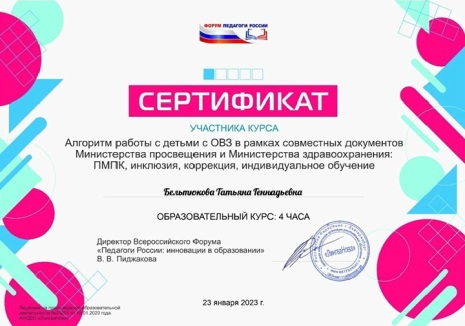 ФОРУМ ПЕДАГОГИ РОССИИ
СЕРТИФИКАТ
УЧАСТНИКА КУРСА
Алгоритм работы с детьми с ОВЗ в рамках совместных документов
Министерства просвещения и Министерства здравоохранения:
ПМПК, инклюзия, коррекция, индивидуальное обучение
Бельтюкова Татьяна Геннадьевна
ОБРАЗОВАТЕЛЬНЫЙ КУРС: 4 ЧАСА
Директор Всероссийского Форума
«Педагоги России: инновации в образовании»
В. В. Пиджакова
23 января 2023 г.